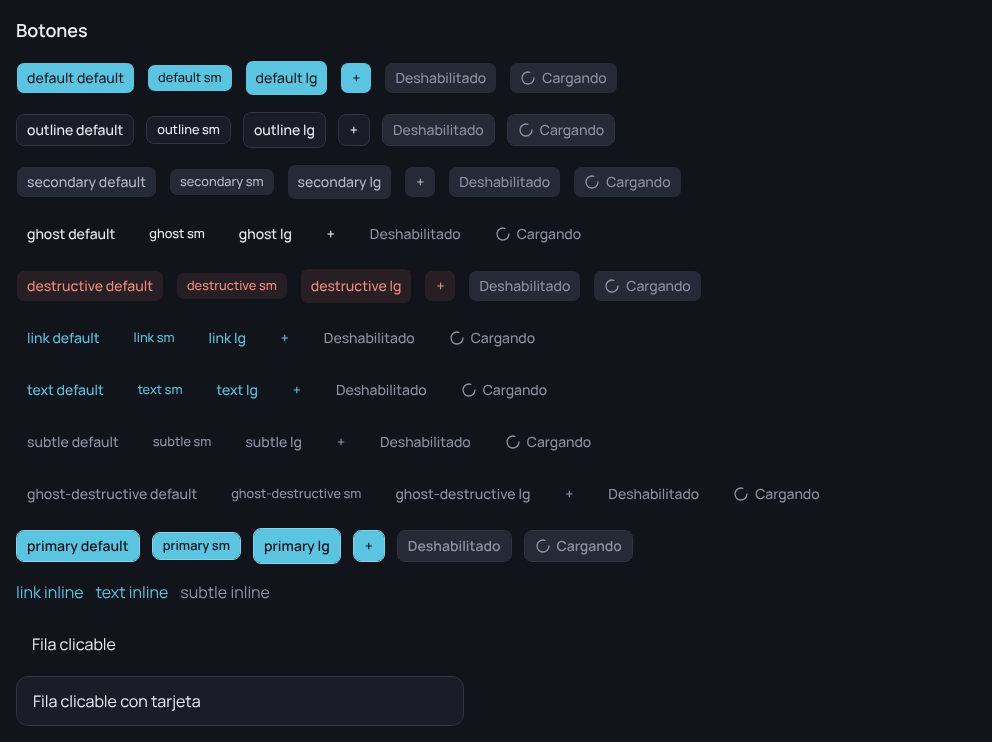 Botones
default default default sm default lg + Deshabilitado Cargando
outline default outline sm outline lg + Deshabilitado Cargando
secondary default secondary sm secondary lg + Deshabilitado Cargando
ghost default ghost sm ghost lg + Deshabilitado Cargando
destructive default destructive sm destructive lg + Deshabilitado Cargando
link default link sm link lg + Deshabilitado Cargando
text default text sm text lg + Deshabilitado Cargando
subtle default subtle sm subtle lg + Deshabilitado Cargando
ghost-destructive default ghost-destructive sm ghost-destructive lg + Deshabilitado Cargando
primary default primary sm primary lg + Deshabilitado Cargando
link inline text inline subtle inline
Fila clicable
Fila clicable con tarjeta